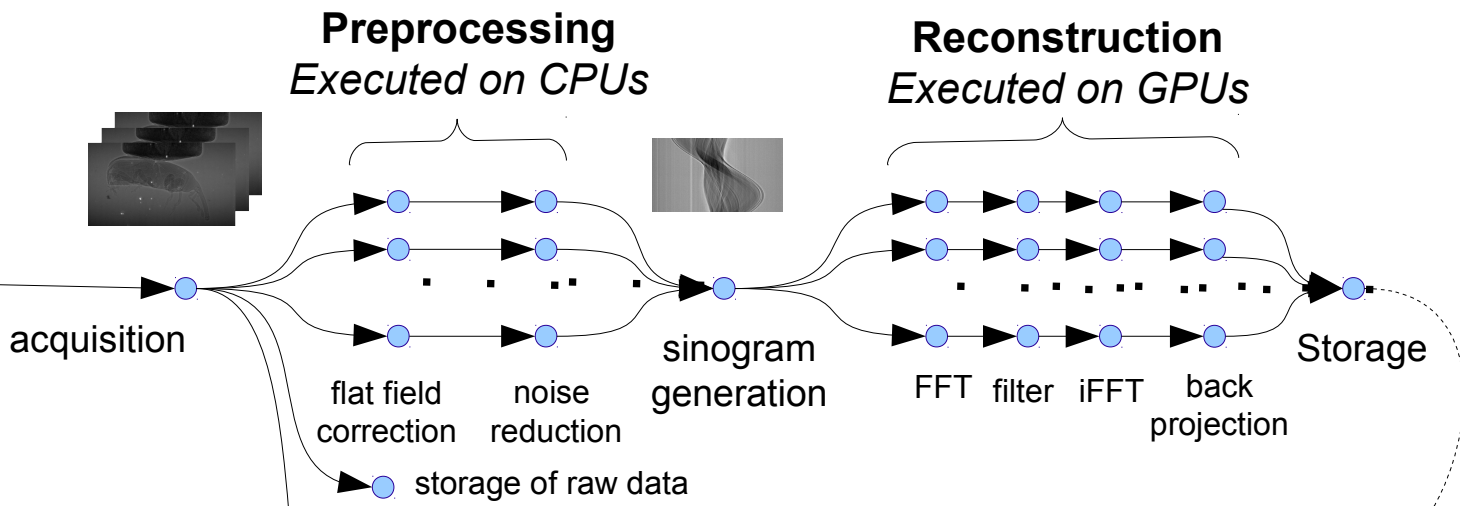 Preprocessing
Executed on CPUs
Reconstruction
Executed on GPUs
acquisition
flat field
correction
noise
reduction
sinogram
generation
FFT
filter
iFFT
back
projection
Storage
storage of raw data